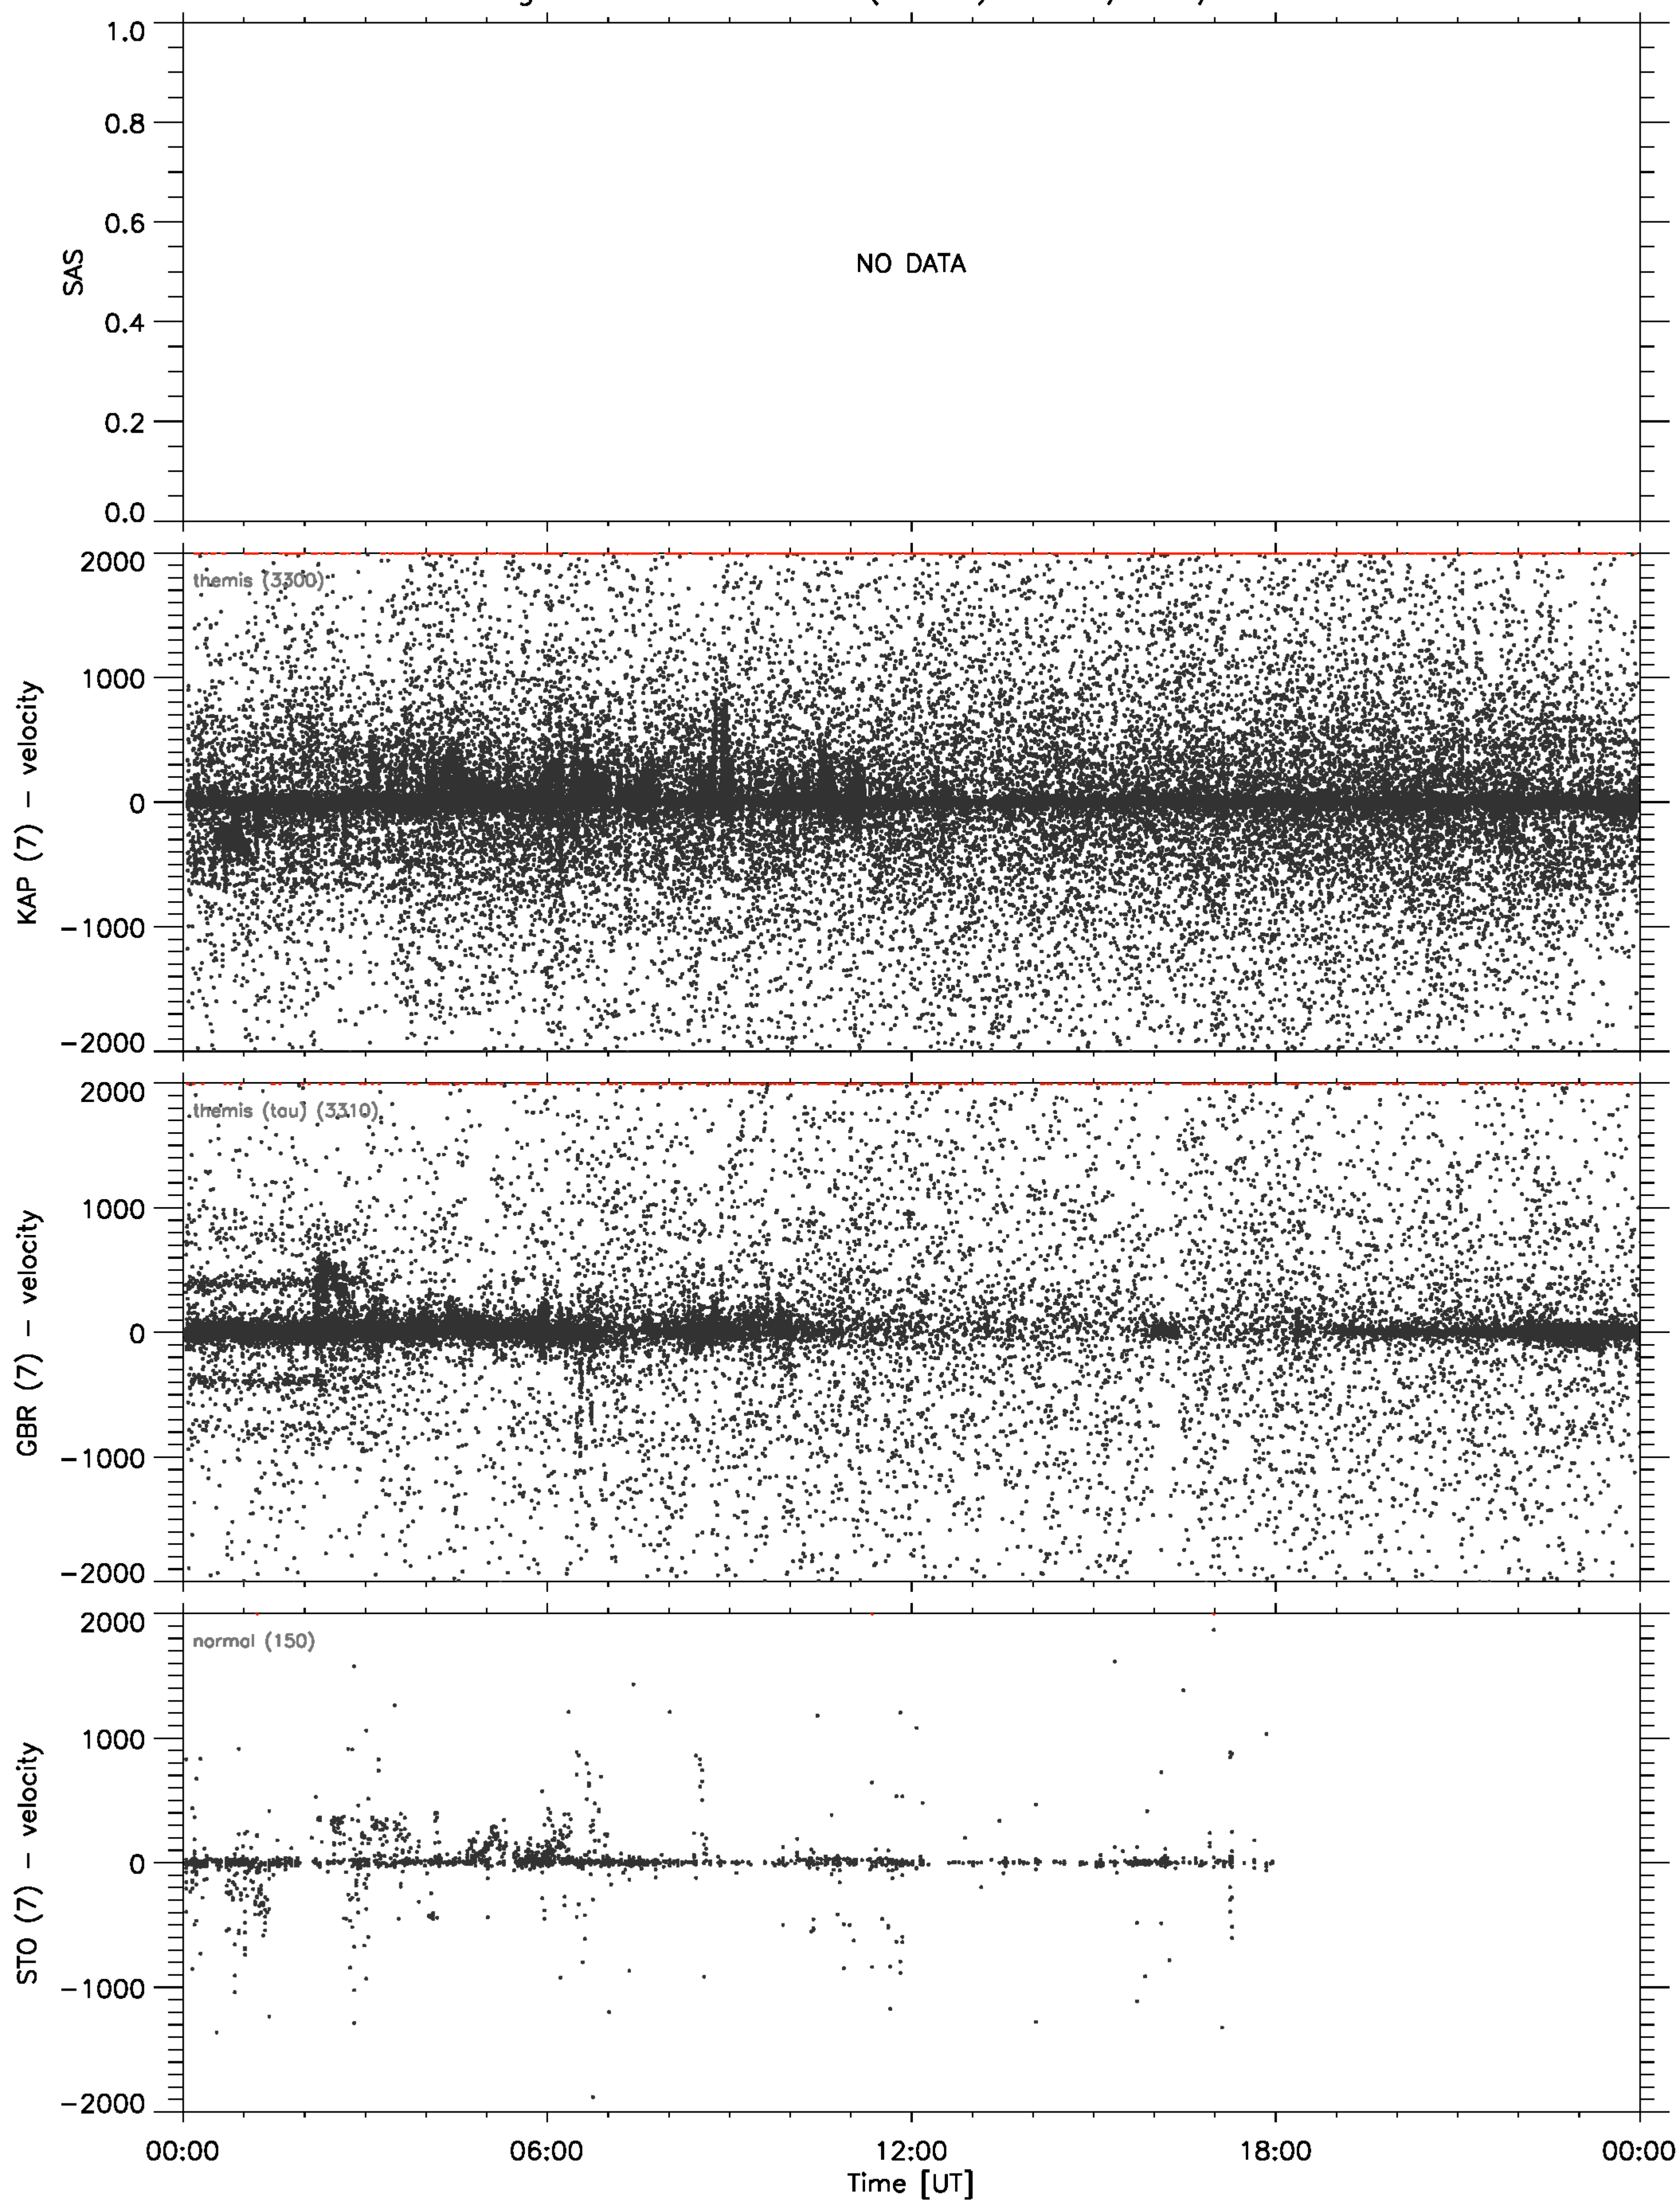 1.0
0.8
0.6
0.4
0.2
0.0
SAS
NO DATA
2000
1000
0
−1000
−2000
KAP (7) − velocity
themis (3300)
2000
1000
0
−1000
−2000
GBR (7) − velocity
themis (tau) (3310)
2000
1000
0
−1000
−2000
STO (7) − velocity
normal (150)
00:00 06:00 12:00 18:00 00:00
Time [UT]